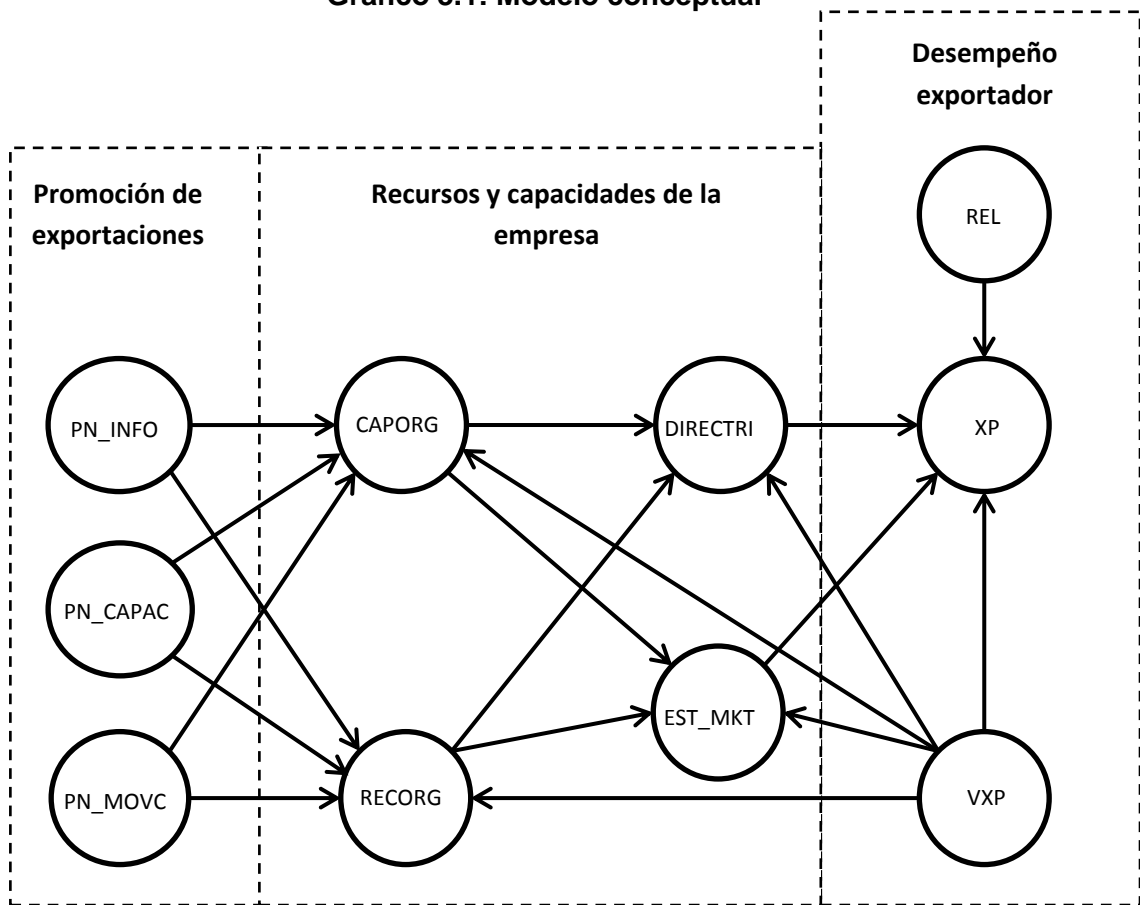 Gráfico 3.1: Modelo conceptual
Desempeño
exportador
Promoción de
exportaciones
Recursos y capacidades de la
empresa
REL
PN_INFO
CAPORG
DIRECTRI
XP
PN_CAPAC
EST_MKT
PN_MOVC
RECORG
VXP